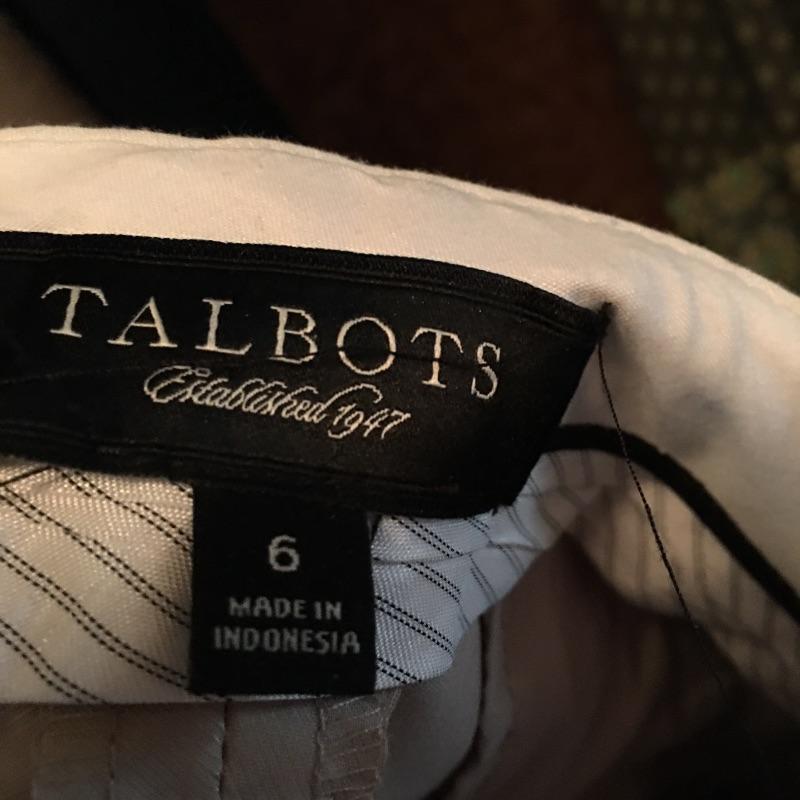 TALBOTS
Established 1947
6
MADE IN
INDONESIA